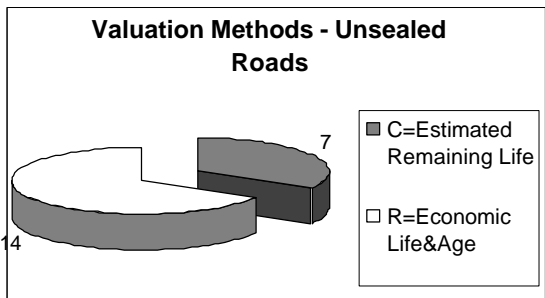 Valuation Methods - Unsealed
Roads
7
C=Estimated
Remaining Life
R=Economic
Life&Age
14